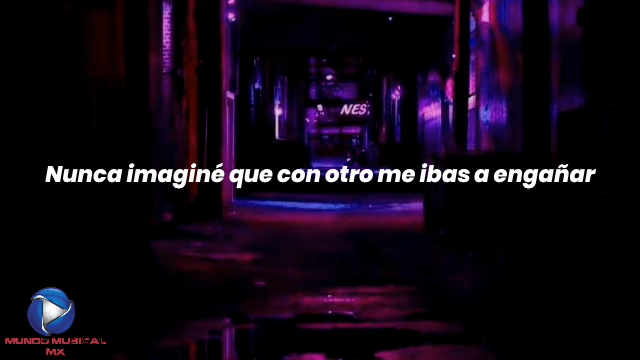 NES
Nunca imaginé que con otro me ibas a engañar
MUNDO MUSICAL
MX